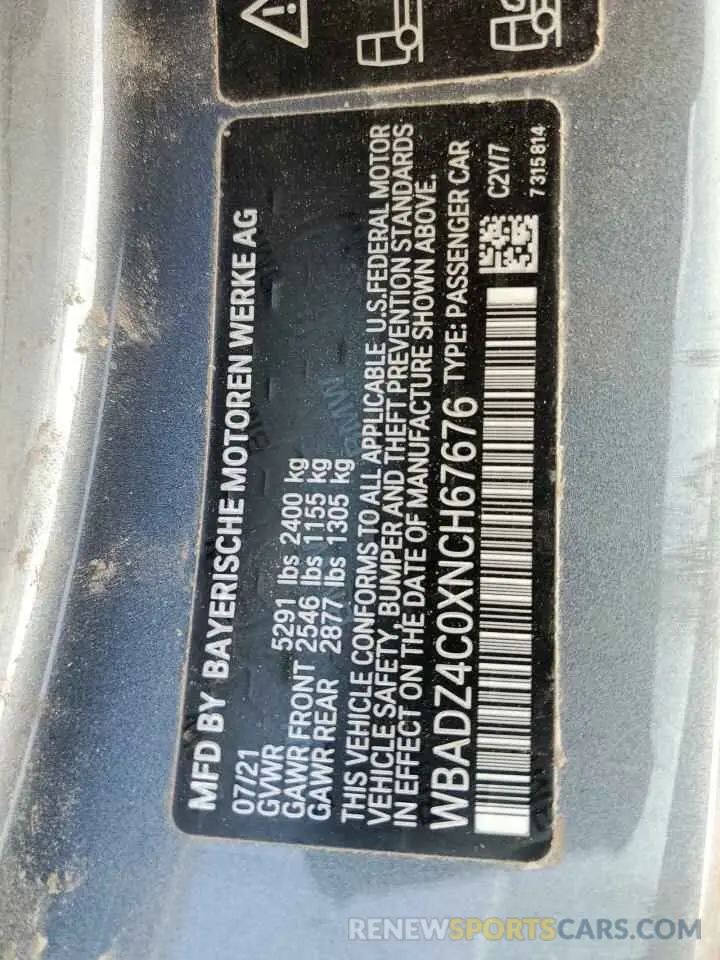 MFD BY BAYERISCHE MOTOREN WERKE AG
07/21
GVWR 5291 lbs 2400 kg
GAWR FRONT 2546 lbs 1155 kg
GAWR REAR 2877 lbs 1305 kg
THIS VEHICLE CONFORMS TO ALL APPLICABLE U.S.FEDERAL MOTOR
VEHICLE SAFETY, BUMPER AND THEFT PREVENTION STANDARDS
IN EFFECT ON THE DATE OF MANUFACTURE SHOWN ABOVE.
WBADZ4C0XNCH67676 TYPE: PASSENGER CAR
C2Y/7
7 315 814
RENEWSPORTSCARS.COM